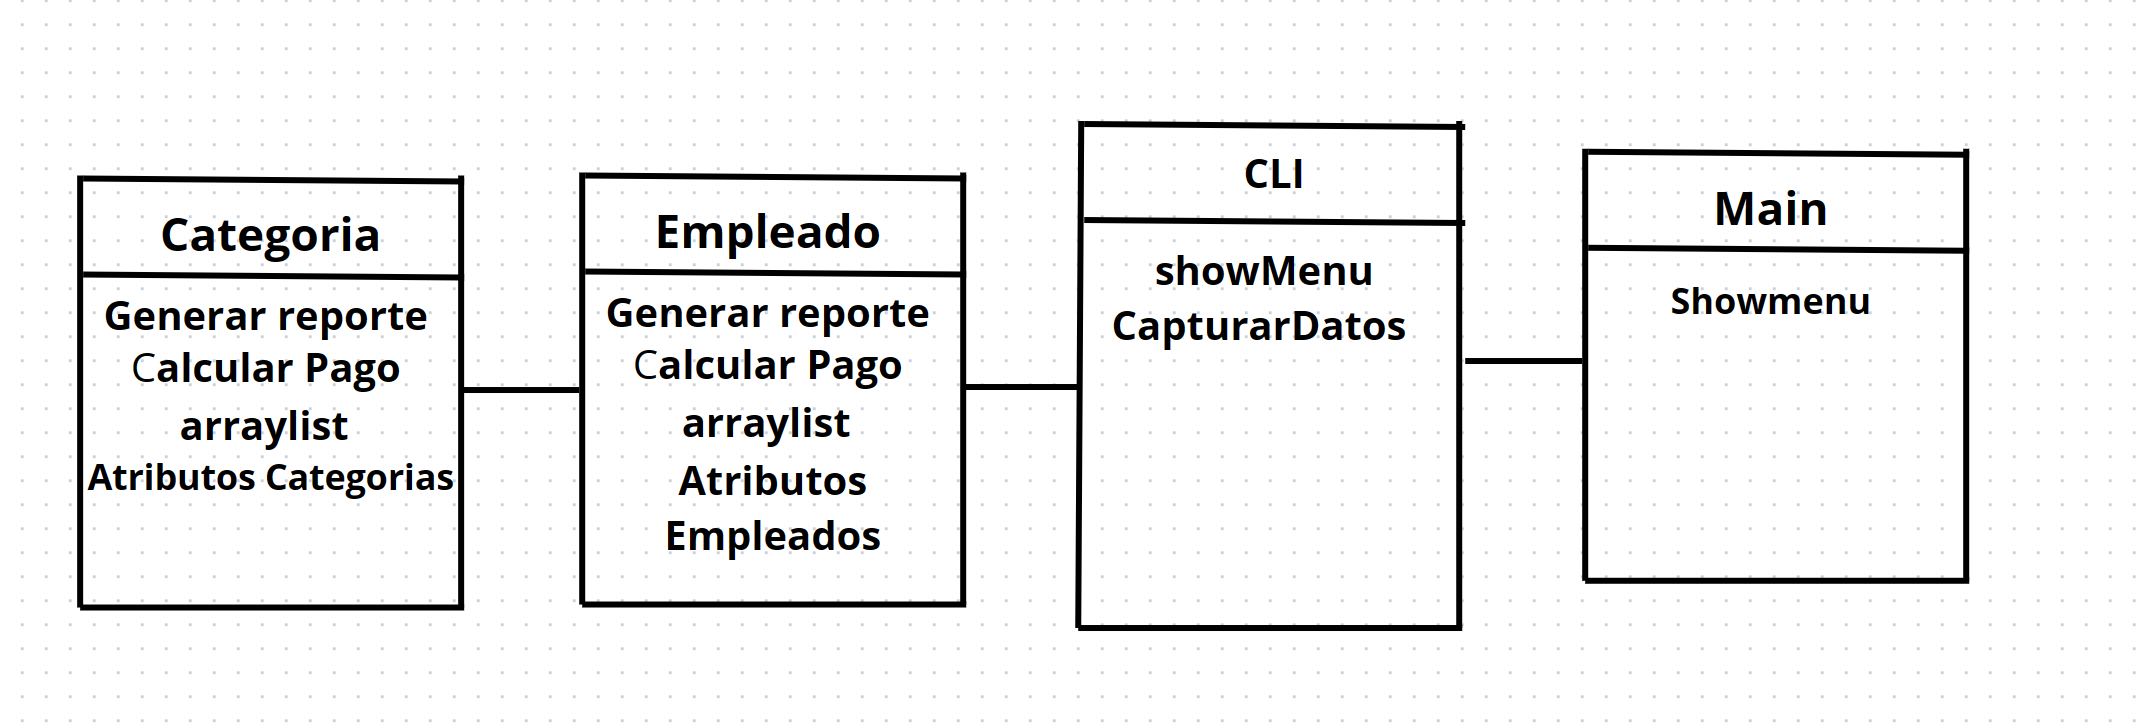 Categoria
Generar reporte
Calcular Pago
arraylist
Atributos Categorias
Empleado
Generar reporte
Calcular Pago
arraylist
Atributos
Empleados
CLI
showMenu
CapturarDatos
Main
Showmenu